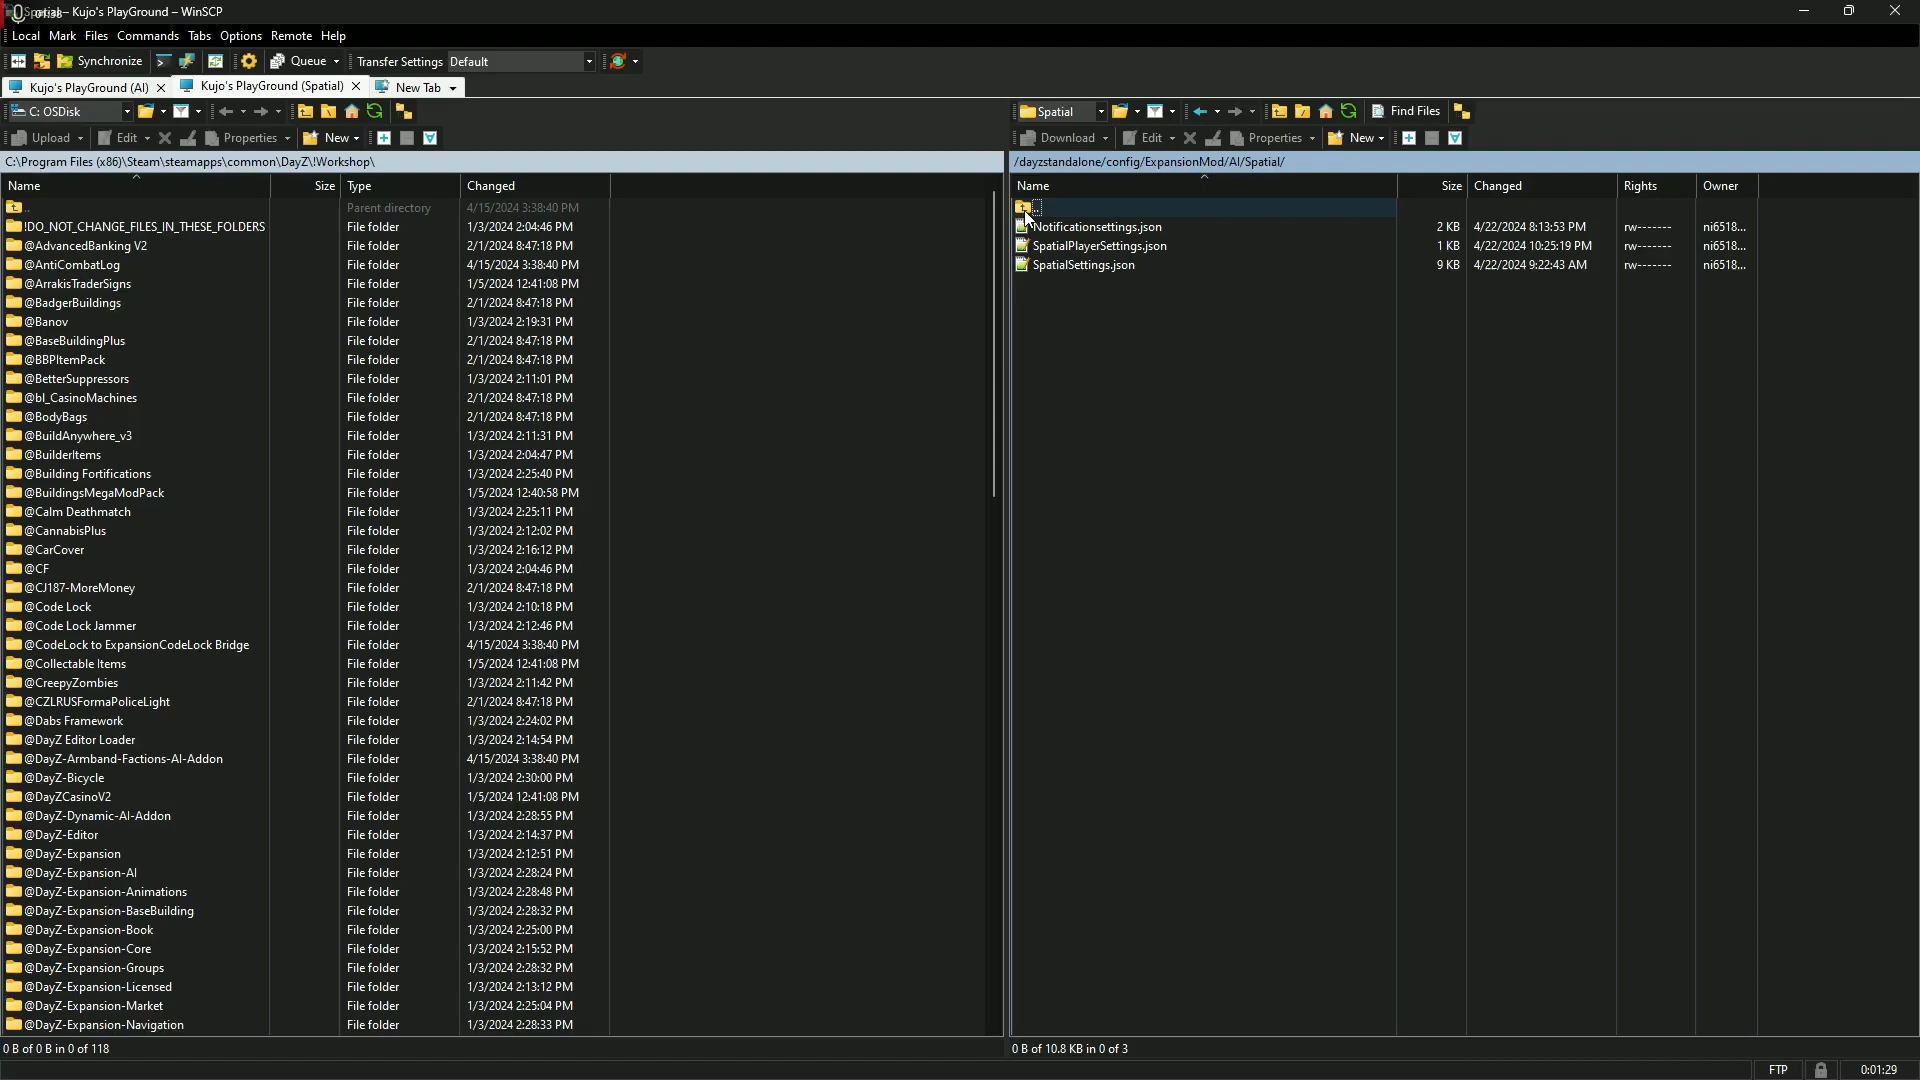 Kujo's PlayGround – WinSCP
Local Mark Files Commands Tabs Options Remote Help
Synchronize Queue Transfer Settings Default
Kujo's PlayGround (AI) Kujo's PlayGround (Spatial) New Tab
C: OSDisk Spatial Find Files
Upload Edit Properties New Download Edit Properties New
C:\Program Files (x86)\Steam\steamapps\common\DayZ\!Workshop\
/dayzstandalone/config/ExpansionMod/AI/Spatial/
Name Size Type Changed
.. Parent directory 4/15/2024 3:38:40 PM
!DO_NOT_CHANGE_FILES_IN_THESE_FOLDERS File folder 1/3/2024 2:04:46 PM
@AdvancedBanking V2 File folder 2/1/2024 8:47:18 PM
@AntiCombatLog File folder 4/15/2024 3:38:40 PM
@ArrakisTraderSigns File folder 1/5/2024 12:41:08 PM
@BadgerBuildings File folder 2/1/2024 8:47:18 PM
@Banov File folder 1/3/2024 2:19:31 PM
@BaseBuildingPlus File folder 2/1/2024 8:47:18 PM
@BBPItemPack File folder 2/1/2024 8:47:18 PM
@BetterSuppressors File folder 1/3/2024 2:11:01 PM
@bl_CasinoMachines File folder 2/1/2024 8:47:18 PM
@BodyBags File folder 2/1/2024 8:47:18 PM
@BuildAnywhere_v3 File folder 1/3/2024 2:11:31 PM
@BuilderItems File folder 1/3/2024 2:04:47 PM
@Building Fortifications File folder 1/3/2024 2:25:40 PM
@BuildingsMegaModPack File folder 1/5/2024 12:40:58 PM
@Calm Deathmatch File folder 1/3/2024 2:25:11 PM
@CannabisPlus File folder 1/3/2024 2:12:02 PM
@CarCover File folder 1/3/2024 2:16:12 PM
@CF File folder 1/3/2024 2:04:46 PM
@CJ187-MoreMoney File folder 2/1/2024 8:47:18 PM
@Code Lock File folder 1/3/2024 2:10:18 PM
@Code Lock Jammer File folder 1/3/2024 2:12:46 PM
@CodeLock to ExpansionCodeLock Bridge File folder 4/15/2024 3:38:40 PM
@Collectable Items File folder 1/5/2024 12:41:08 PM
@CreepyZombies File folder 1/3/2024 2:11:42 PM
@CZLRUSFormaPoliceLight File folder 2/1/2024 8:47:18 PM
@Dabs Framework File folder 1/3/2024 2:24:02 PM
@DayZ Editor Loader File folder 1/3/2024 2:14:54 PM
@DayZ-Armband-Factions-AI-Addon File folder 4/15/2024 3:38:40 PM
@DayZ-Bicycle File folder 1/3/2024 2:30:00 PM
@DayZCasinoV2 File folder 1/5/2024 12:41:08 PM
@DayZ-Dynamic-AI-Addon File folder 1/3/2024 2:28:55 PM
@DayZ-Editor File folder 1/3/2024 2:14:37 PM
@DayZ-Expansion File folder 1/3/2024 2:12:51 PM
@DayZ-Expansion-AI File folder 1/3/2024 2:28:24 PM
@DayZ-Expansion-Animations File folder 1/3/2024 2:28:48 PM
@DayZ-Expansion-BaseBuilding File folder 1/3/2024 2:28:32 PM
@DayZ-Expansion-Book File folder 1/3/2024 2:25:00 PM
@DayZ-Expansion-Core File folder 1/3/2024 2:15:52 PM
@DayZ-Expansion-Groups File folder 1/3/2024 2:28:32 PM
@DayZ-Expansion-Licensed File folder 1/3/2024 2:13:12 PM
@DayZ-Expansion-Market File folder 1/3/2024 2:25:04 PM
@DayZ-Expansion-Navigation File folder 1/3/2024 2:28:33 PM
0 B of 0 B in 0 of 118
Name Size Changed Rights Owner
..
Notificationsettings.json 2 KB 4/22/2024 8:13:53 PM rw------- ni6518...
SpatialPlayerSettings.json 1 KB 4/22/2024 10:25:19 PM rw------- ni6518...
SpatialSettings.json 9 KB 4/22/2024 9:22:43 AM rw------- ni6518...
0 B of 10.8 KB in 0 of 3
FTP 0:01:29